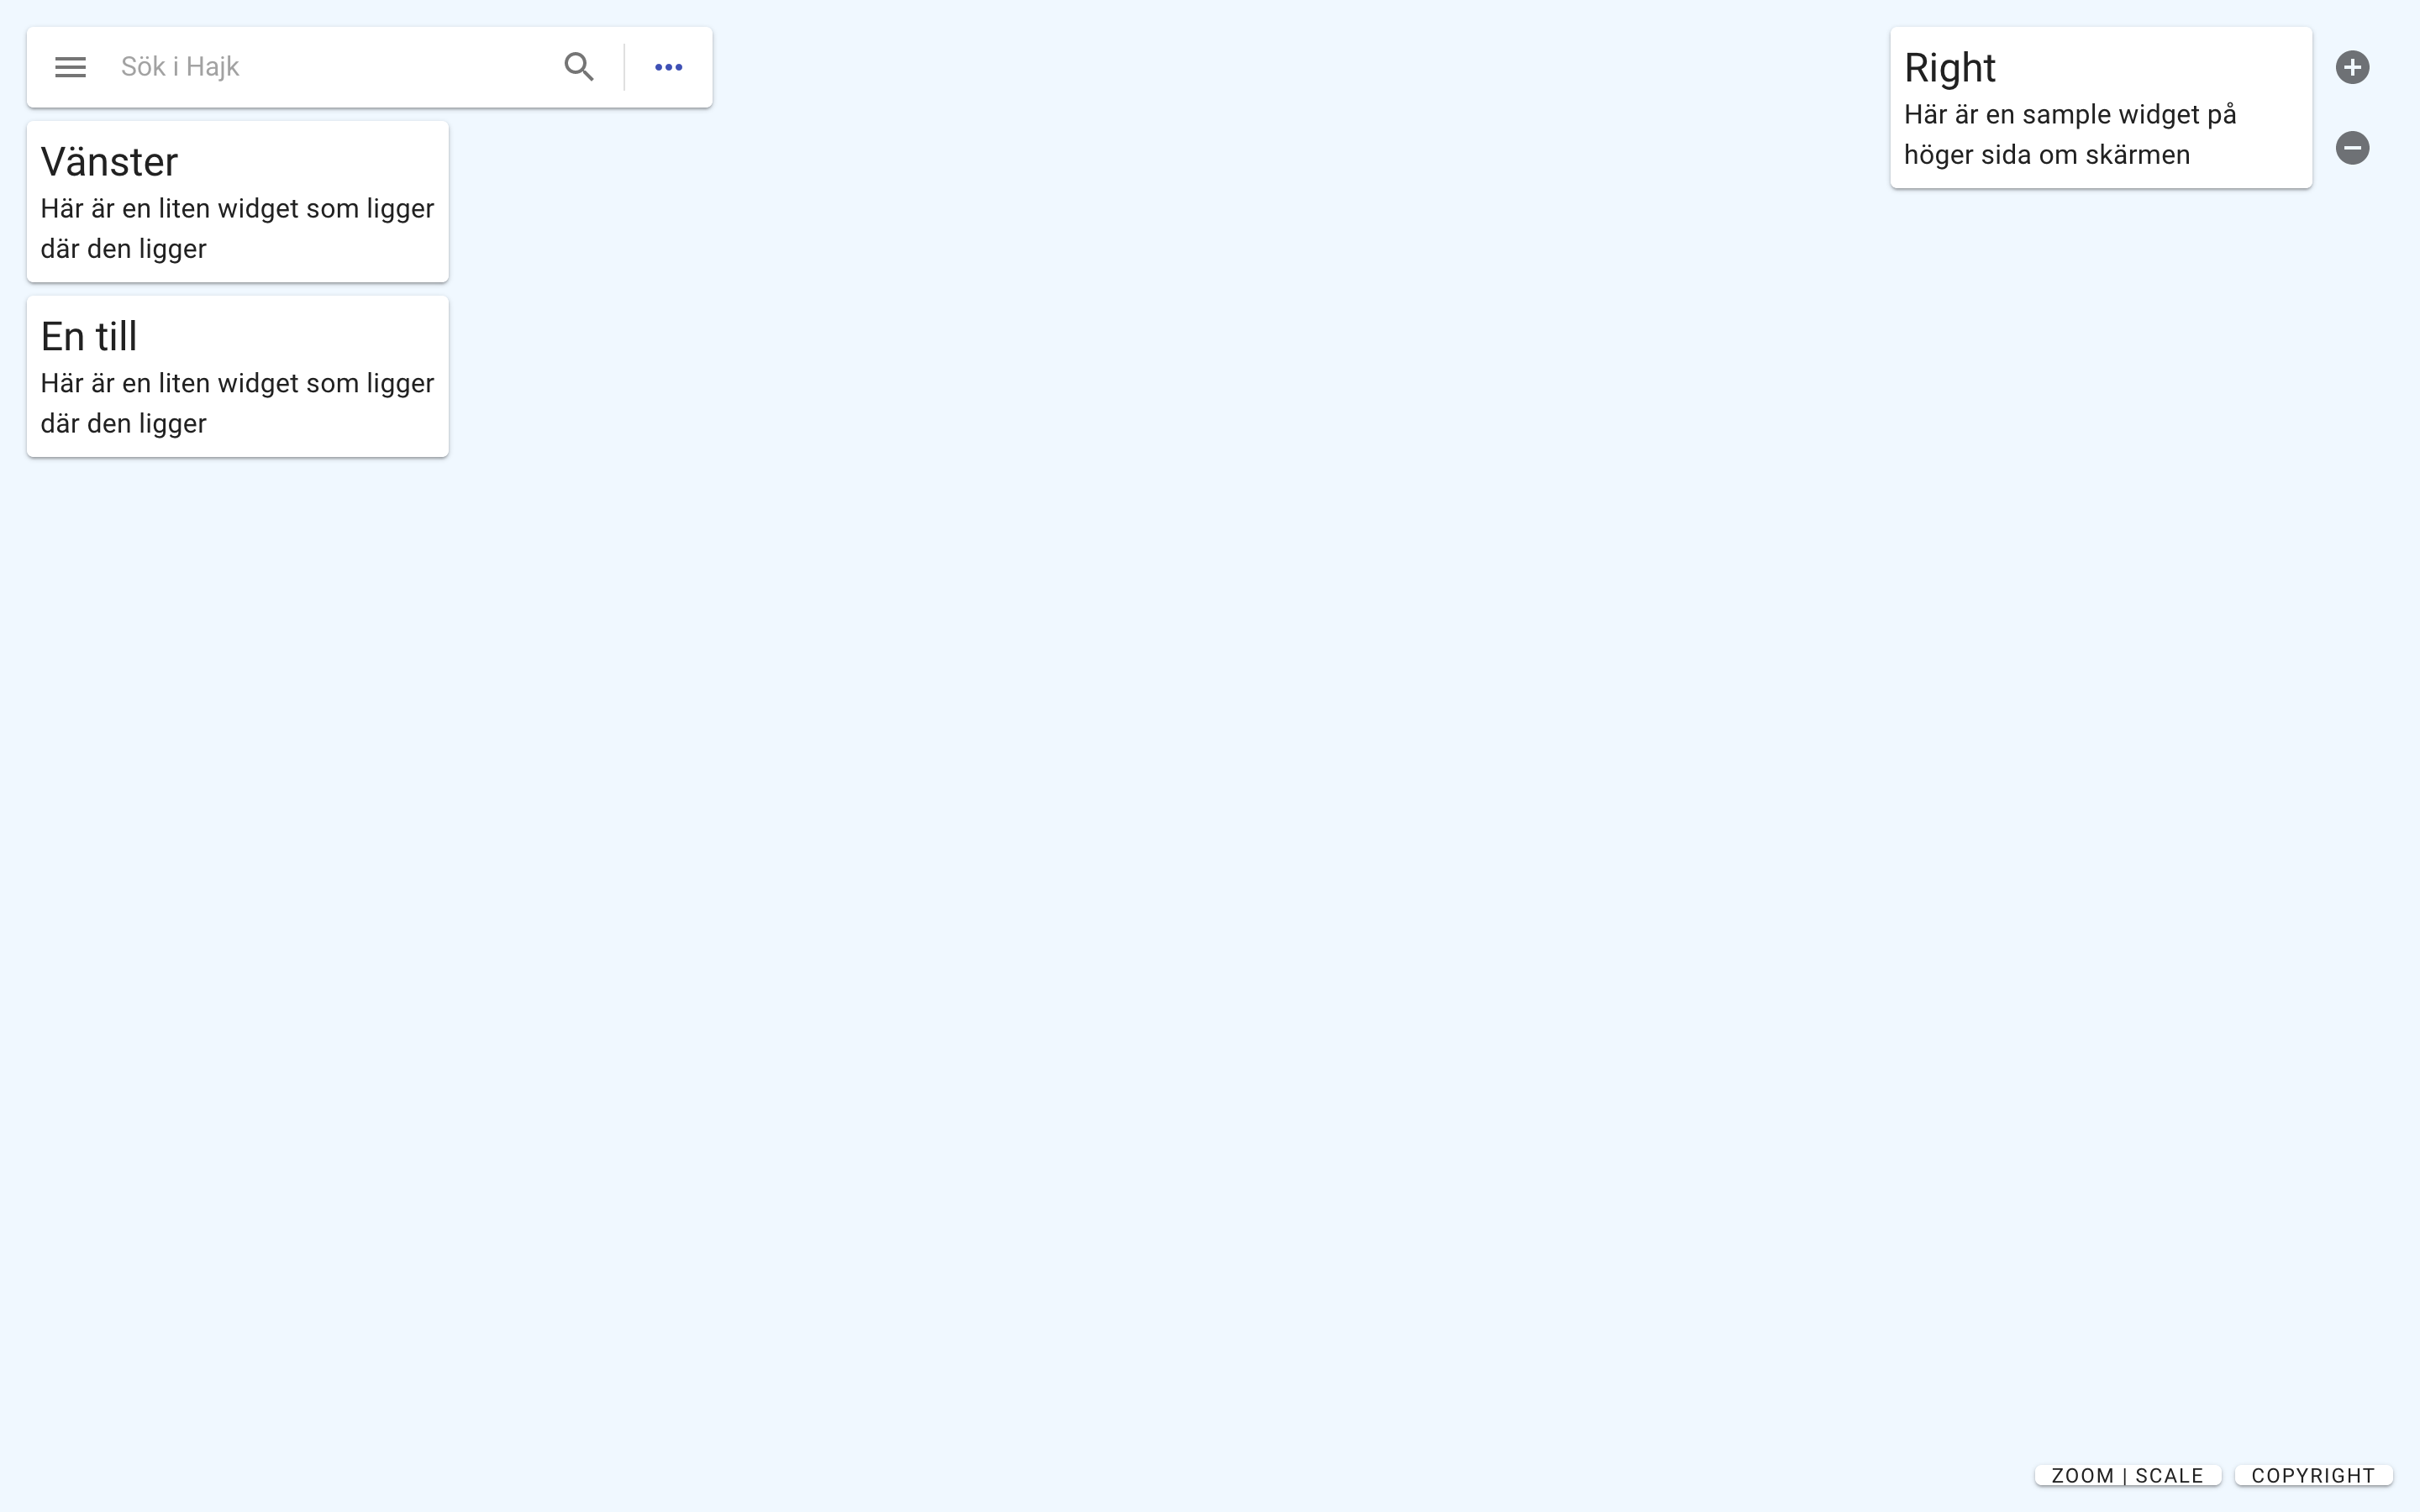 Sök i Hajk
Vänster
Här är en liten widget som ligger
där den ligger
En till
Här är en liten widget som ligger
där den ligger
Right
Här är en sample widget på
höger sida om skärmen
ZOOM | SCALE
COPYRIGHT